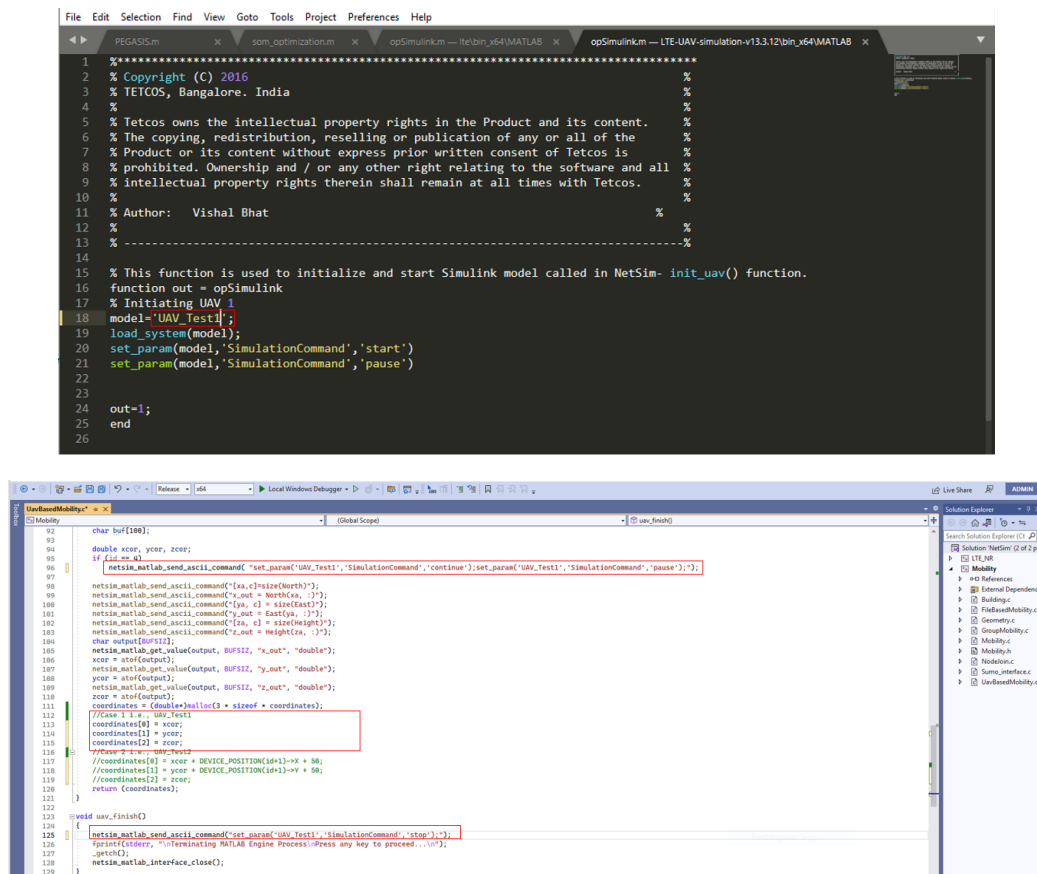 File Edit Selection Find View Goto Tools Project Preferences Help
PEGASIS.m × som_optimization.m × opSimulink.m — lte\bin_x64\MATLAB × opSimulink.m — LTE-UAV-simulation-v13.3.12\bin_x64\MATLAB ×
1 %************************************************************************************
2 % Copyright (C) 2016 %
3 % TETCOS, Bangalore. India %
4 % %
5 % Tetcos owns the intellectual property rights in the Product and its content. %
6 % The copying, redistribution, reselling or publication of any or all of the %
7 % Product or its content without express prior written consent of Tetcos is %
8 % prohibited. Ownership and / or any other right relating to the software and all %
9 % intellectual property rights therein shall remain at all times with Tetcos. %
10 % %
11 % Author: Vishal Bhat %
12 % %
13 % ---------------------------------------------------------------------------------%
14
15 % This function is used to initialize and start Simulink model called in NetSim- init_uav() function.
16 function out = opSimulink
17 % Initiating UAV 1
18 model='UAV_Test1';
19 load_system(model);
20 set_param(model,'SimulationCommand','start')
21 set_param(model,'SimulationCommand','pause')
22
23
24 out=1;
25 end
26
Release x64 Local Windows Debugger Live Share ADMIN
Toolbox
UavBasedMobility.c* × Solution Explorer
Mobility (Global Scope) uav_finish()
Search Solution Explorer (Ct
Solution 'NetSim' (2 of 2 p
LTE_NR
Mobility
References
External Dependenc
Building.c
FileBasedMobility.c
Geometry.c
GroupMobility.c
Mobility.c
Mobility.h
NodeJoin.c
Sumo_interface.c
UavBasedMobility.c
92 char buf[100];
93
94 double xcor, ycor, zcor;
95 if (id == 4)
96 netsim_matlab_send_ascii_command( "set_param('UAV_Test1','SimulationCommand','continue');set_param('UAV_Test1','SimulationCommand','pause');");
97
98 netsim_matlab_send_ascii_command("[xa,c]=size(North)");
99 netsim_matlab_send_ascii_command("x_out = North(xa, :)");
100 netsim_matlab_send_ascii_command("[ya, c] = size(East)");
101 netsim_matlab_send_ascii_command("y_out = East(ya, :)");
102 netsim_matlab_send_ascii_command("[za, c] = size(Height)");
103 netsim_matlab_send_ascii_command("z_out = Height(za, :)");
104 char output[BUFSIZ];
105 netsim_matlab_get_value(output, BUFSIZ, "x_out", "double");
106 xcor = atof(output);
107 netsim_matlab_get_value(output, BUFSIZ, "y_out", "double");
108 ycor = atof(output);
109 netsim_matlab_get_value(output, BUFSIZ, "z_out", "double");
110 zcor = atof(output);
111 coordinates = (double*)malloc(3 * sizeof * coordinates);
112 //Case 1 i.e., UAV_Test1
113 coordinates[0] = xcor;
114 coordinates[1] = ycor;
115 coordinates[2] = zcor;
116 //Case 2 i.e., UAV_Test2
117 //coordinates[0] = xcor + DEVICE_POSITION(id+1)->X + 50;
118 //coordinates[1] = ycor + DEVICE_POSITION(id+1)->Y + 50;
119 //coordinates[2] = zcor;
120 return (coordinates);
121 }
122
123 void uav_finish()
124 {
125 netsim_matlab_send_ascii_command("set_param('UAV_Test1','SimulationCommand','stop');");
126 fprintf(stderr, "\nTerminating MATLAB Engine Process\nPress any key to proceed...\n");
127 _getch();
128 netsim_matlab_interface_close();
129 }